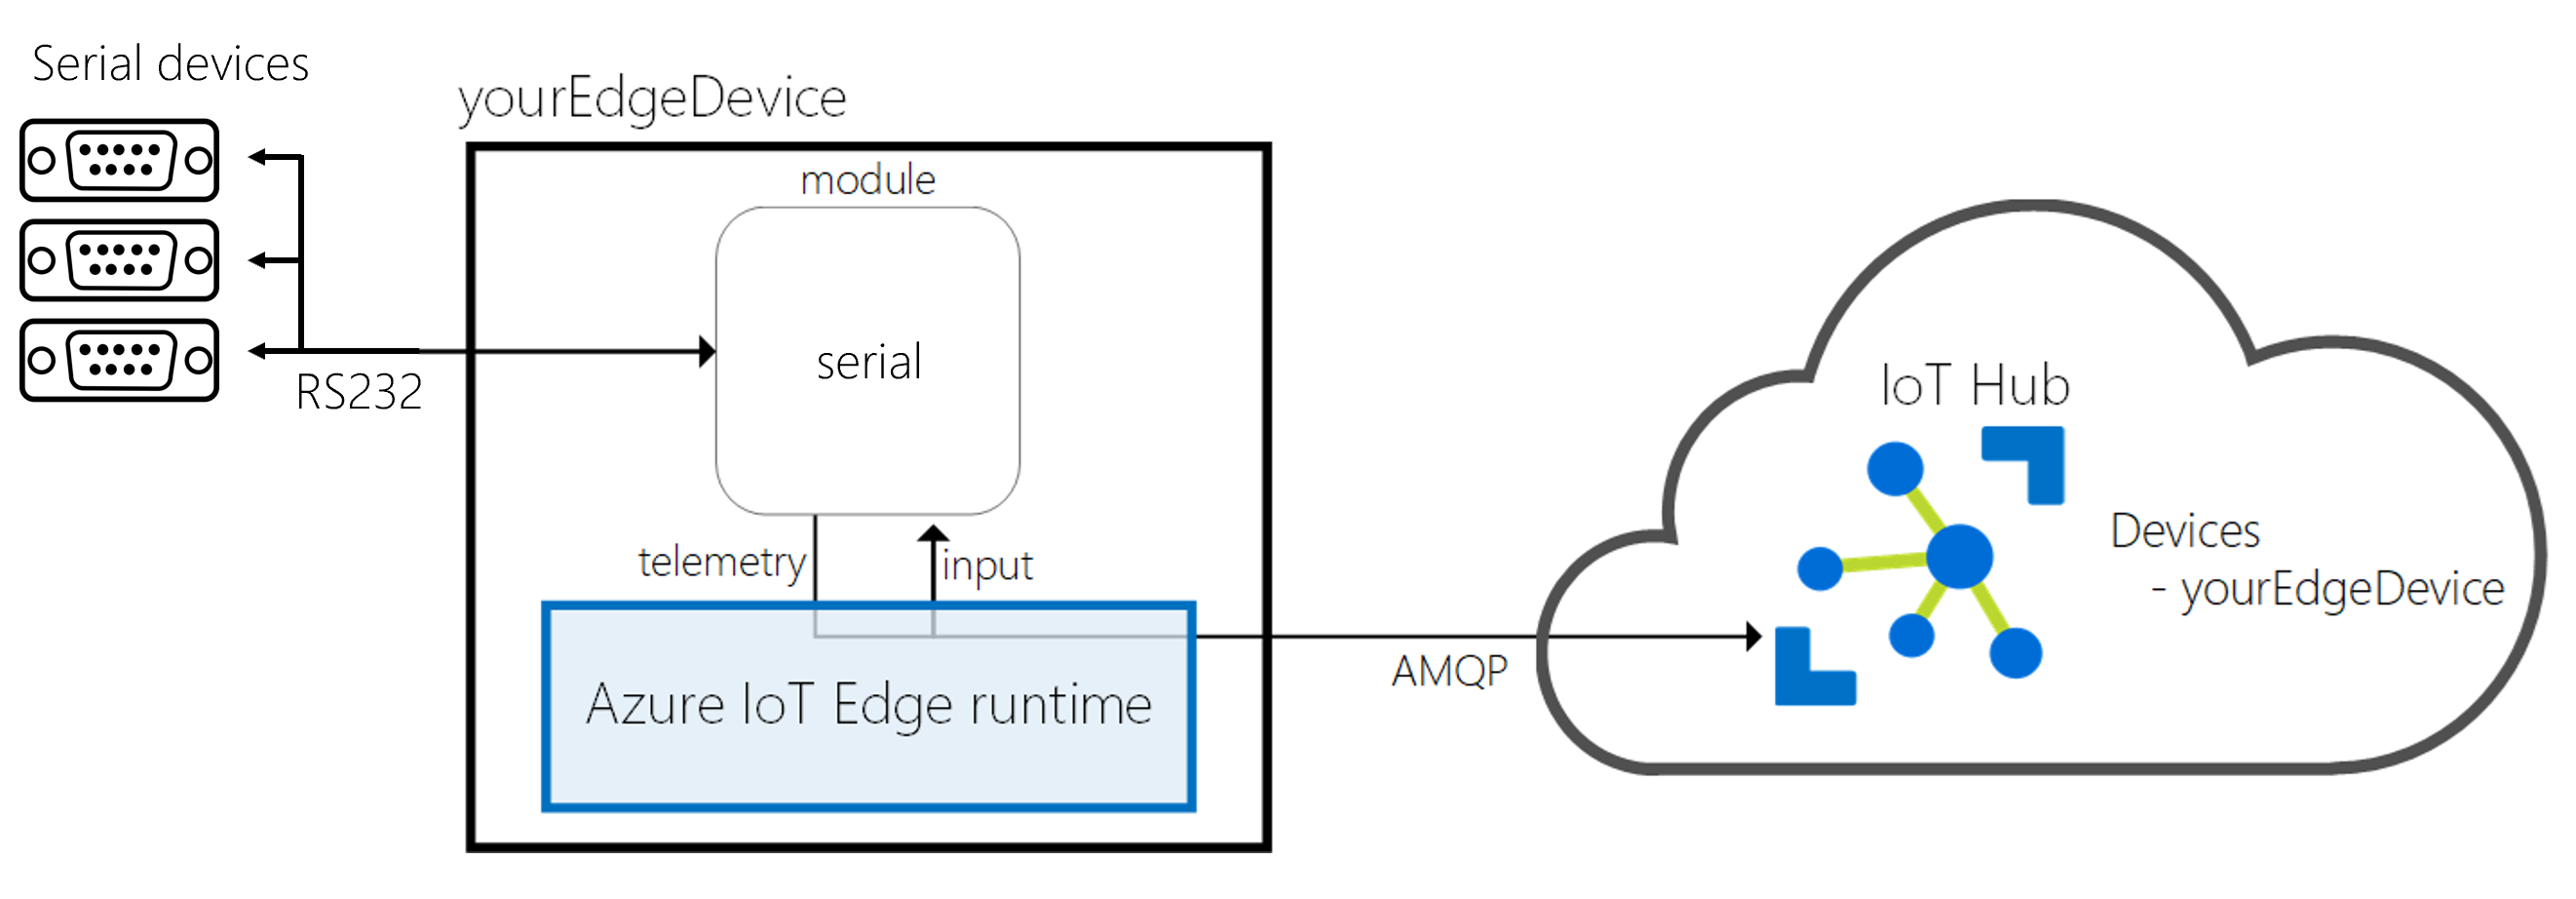 Serial devices
yourEdgeDevice
module
serial
RS232
telemetry
input
Azure IoT Edge runtime
AMQP
IoT Hub
Devices
- yourEdgeDevice